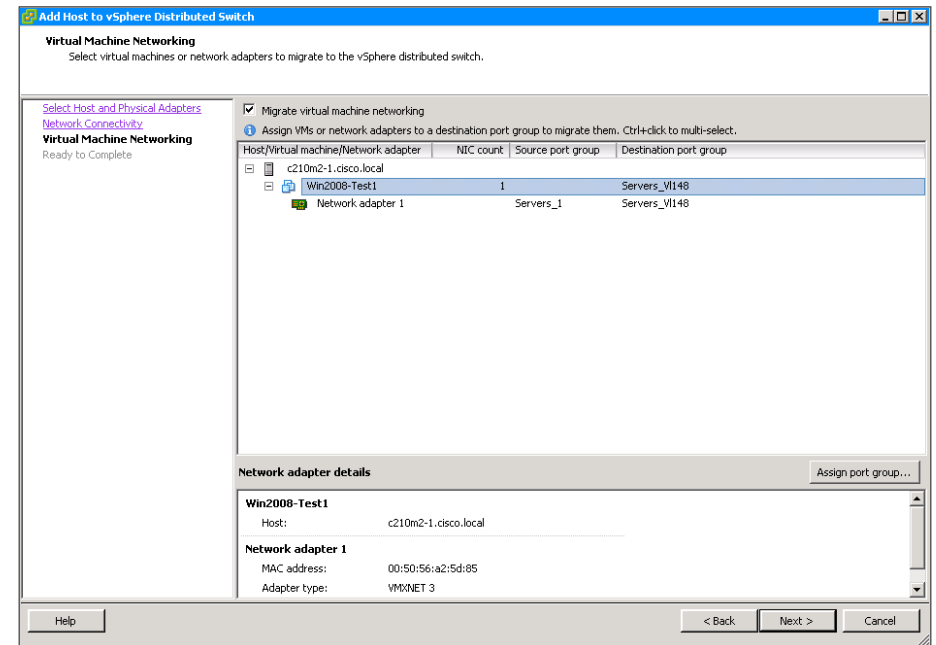 Add Host to vSphere Distributed Switch
Virtual Machine Networking
Select virtual machines or network adapters to migrate to the vSphere distributed switch.
Select Host and Physical Adapters
Network Connectivity
Virtual Machine Networking
Ready to Complete
Migrate virtual machine networking
Assign VMs or network adapters to a destination port group to migrate them. Ctrl+click to multi-select.
Host/Virtual machine/Network adapter NIC count Source port group Destination port group
c210m2-1.cisco.local
Win2008-Test1 1 Servers_Vl148
Network adapter 1 Servers_1 Servers_Vl148
Network adapter details
Assign port group...
Win2008-Test1
Host: c210m2-1.cisco.local
Network adapter 1
MAC address: 00:50:56:a2:5d:85
Adapter type: VMXNET 3
Help < Back Next > Cancel